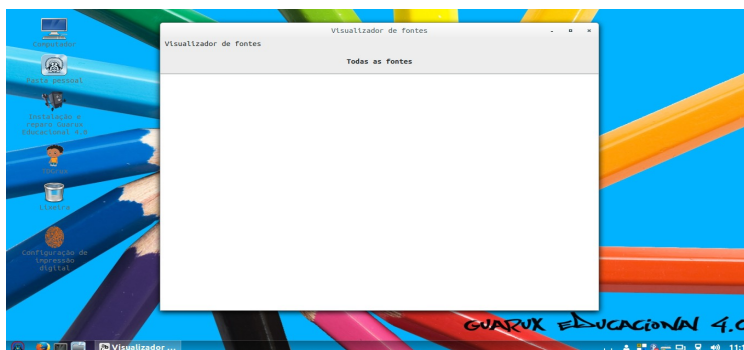 Computador
Pasta pessoal
Instalação e
reparo Guarux
Educacional 4.0
Lixeira
Configuração de
impressão
digital
Visualizador de fontes
Visualizador de fontes
Todas as fontes
GUARUX EDUCACIONAL 4.0
Visualizador ...